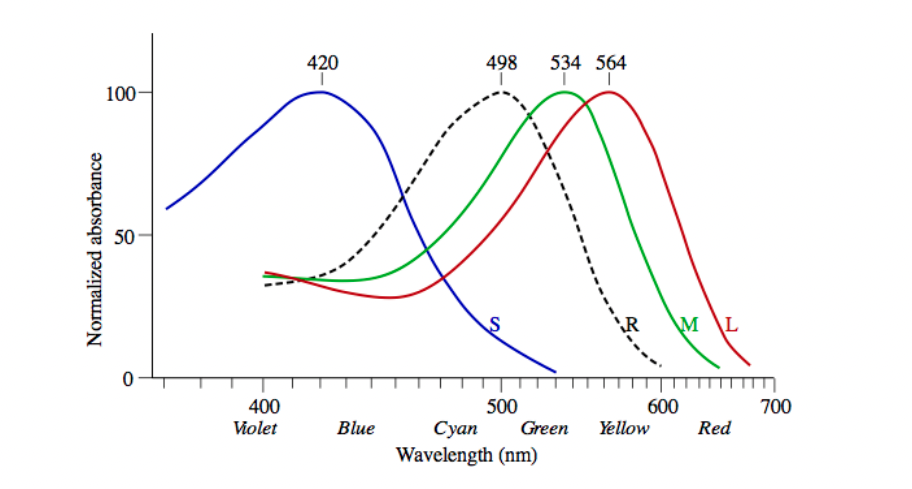 420 498 534 564
100
50
0
Normalized absorbance
S R M L
400 500 600 700
Violet Blue Cyan Green Yellow Red
Wavelength (nm)